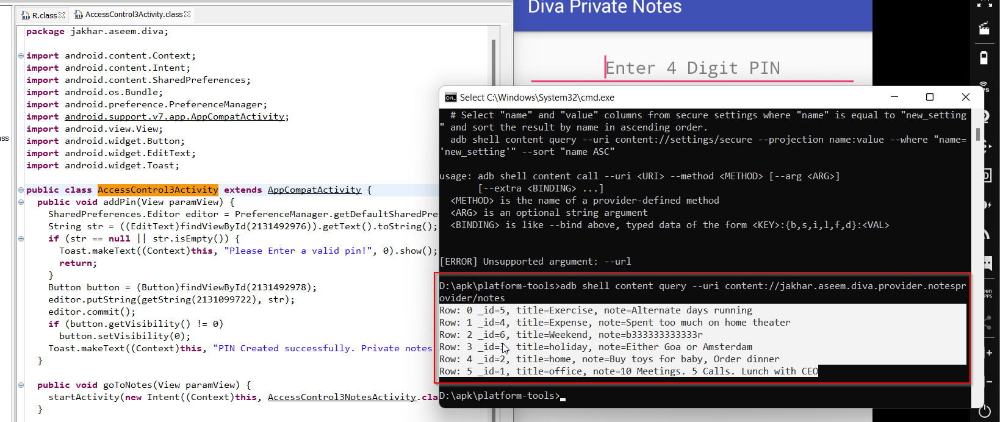 R.class
AccessControl3Activity.class
package jakhar.aseem.diva;
import android.content.Context;
import android.content.Intent;
import android.content.SharedPreferences;
import android.os.Bundle;
import android.preference.PreferenceManager;
import android.support.v7.app.AppCompatActivity;
import android.view.View;
import android.widget.Button;
import android.widget.EditText;
import android.widget.Toast;
public class AccessControl3Activity extends AppCompatActivity {
public void addPin(View paramView) {
SharedPreferences.Editor editor = PreferenceManager.getDefaultSharedPre
String str = ((EditText)findViewById(2131492976)).getText().toString();
if (str == null || str.isEmpty()) {
Toast.makeText((Context)this, "Please Enter a valid pin!", 0).show();
return;
}
Button button = (Button)findViewById(2131492978);
editor.putString(getString(2131099722), str);
editor.commit();
if (button.getVisibility() != 0)
button.setVisibility(0);
Toast.makeText((Context)this, "PIN Created successfully. Private notes
}
public void goToNotes(View paramView) {
startActivity(new Intent((Context)this, AccessControl3NotesActivity.cla
}
ss
Diva Private Notes
Enter 4 Digit PIN
Select C:\Windows\System32\cmd.exe
# Select "name" and "value" columns from secure settings where "name" is equal to "new_setting
" and sort the result by name in ascending order.
adb shell content query --uri content://settings/secure --projection name:value --where "name=
'new_setting'" --sort "name ASC"
usage: adb shell content call --uri <URI> --method <METHOD> [--arg <ARG>]
[--extra <BINDING> ...]
<METHOD> is the name of a provider-defined method
<ARG> is an optional string argument
<BINDING> is like --bind above, typed data of the form <KEY>:{b,s,i,l,f,d}:<VAL>
[ERROR] Unsupported argument: --url
D:\apk\platform-tools>adb shell content query --uri content://jakhar.aseem.diva.provider.notespr
ovider/notes
Row: 0 _id=5, title=Exercise, note=Alternate days running
Row: 1 _id=4, title=Expense, note=Spent too much on home theater
Row: 2 _id=6, title=Weekend, note=b333333333333r
Row: 3 _id=3, title=holiday, note=Either Goa or Amsterdam
Row: 4 _id=2, title=home, note=Buy toys for baby, Order dinner
Row: 5 _id=1, title=office, note=10 Meetings. 5 Calls. Lunch with CEO
D:\apk\platform-tools>